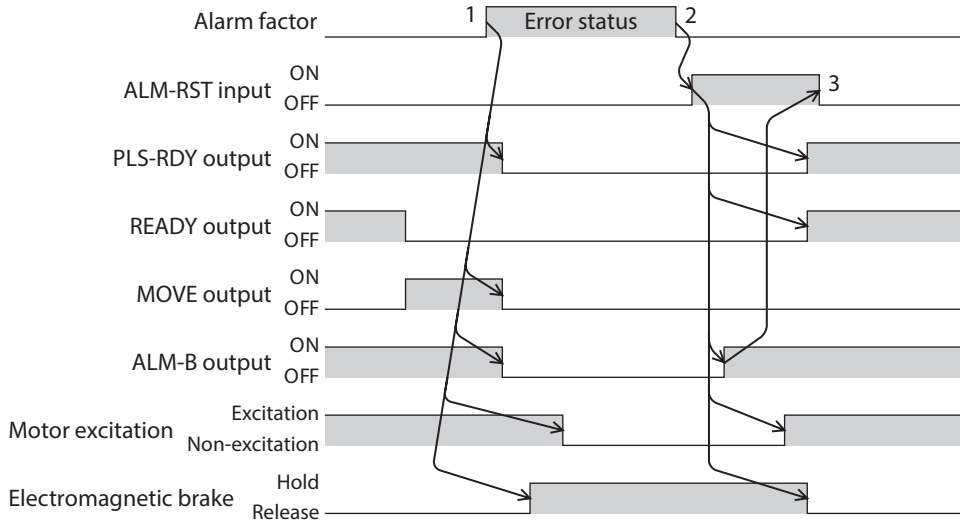 Alarm factor
1
Error status
2
ALM-RST input
ON
OFF
3
PLS-RDY output
ON
OFF
READY output
ON
OFF
MOVE output
ON
OFF
ALM-B output
ON
OFF
Motor excitation
Excitation
Non-excitation
Electromagnetic brake
Hold
Release